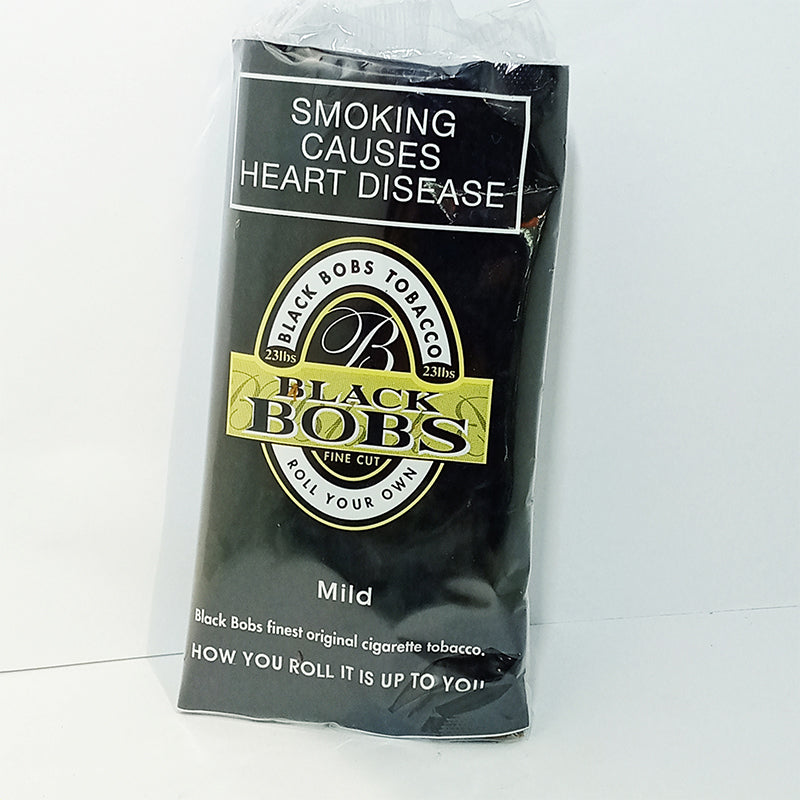 SMOKING
CAUSES
HEART DISEASE
BLACK BOBS TOBACCO
B
23lbs
23lbs
BLACK
BOBS
FINE CUT
ROLL YOUR OWN
Mild
Black Bobs finest original cigarette tobacco.
HOW YOU ROLL IT IS UP TO YOU